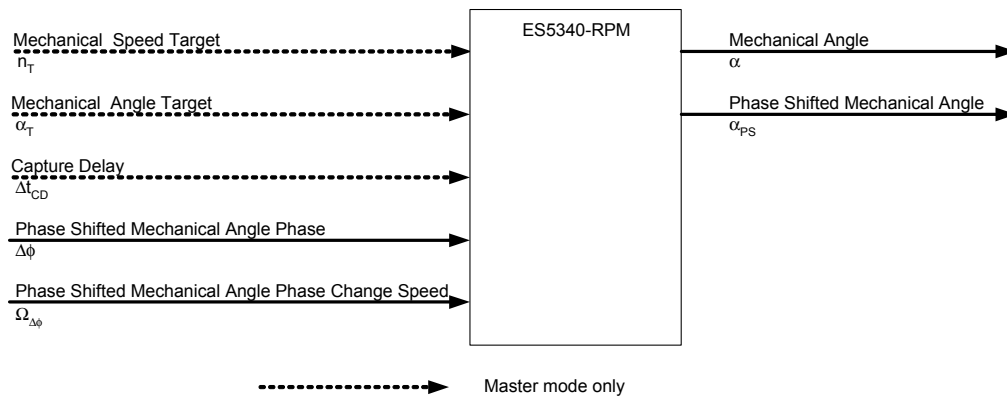 ES5340-RPM
Mechanical Speed Target
n_T
Mechanical Angle Target
α_T
Capture Delay
Δt_CD
Phase Shifted Mechanical Angle Phase
Δϕ
Phase Shifted Mechanical Angle Phase Change Speed
Ω_Δϕ
Mechanical Angle
α
Phase Shifted Mechanical Angle
α_PS
Master mode only